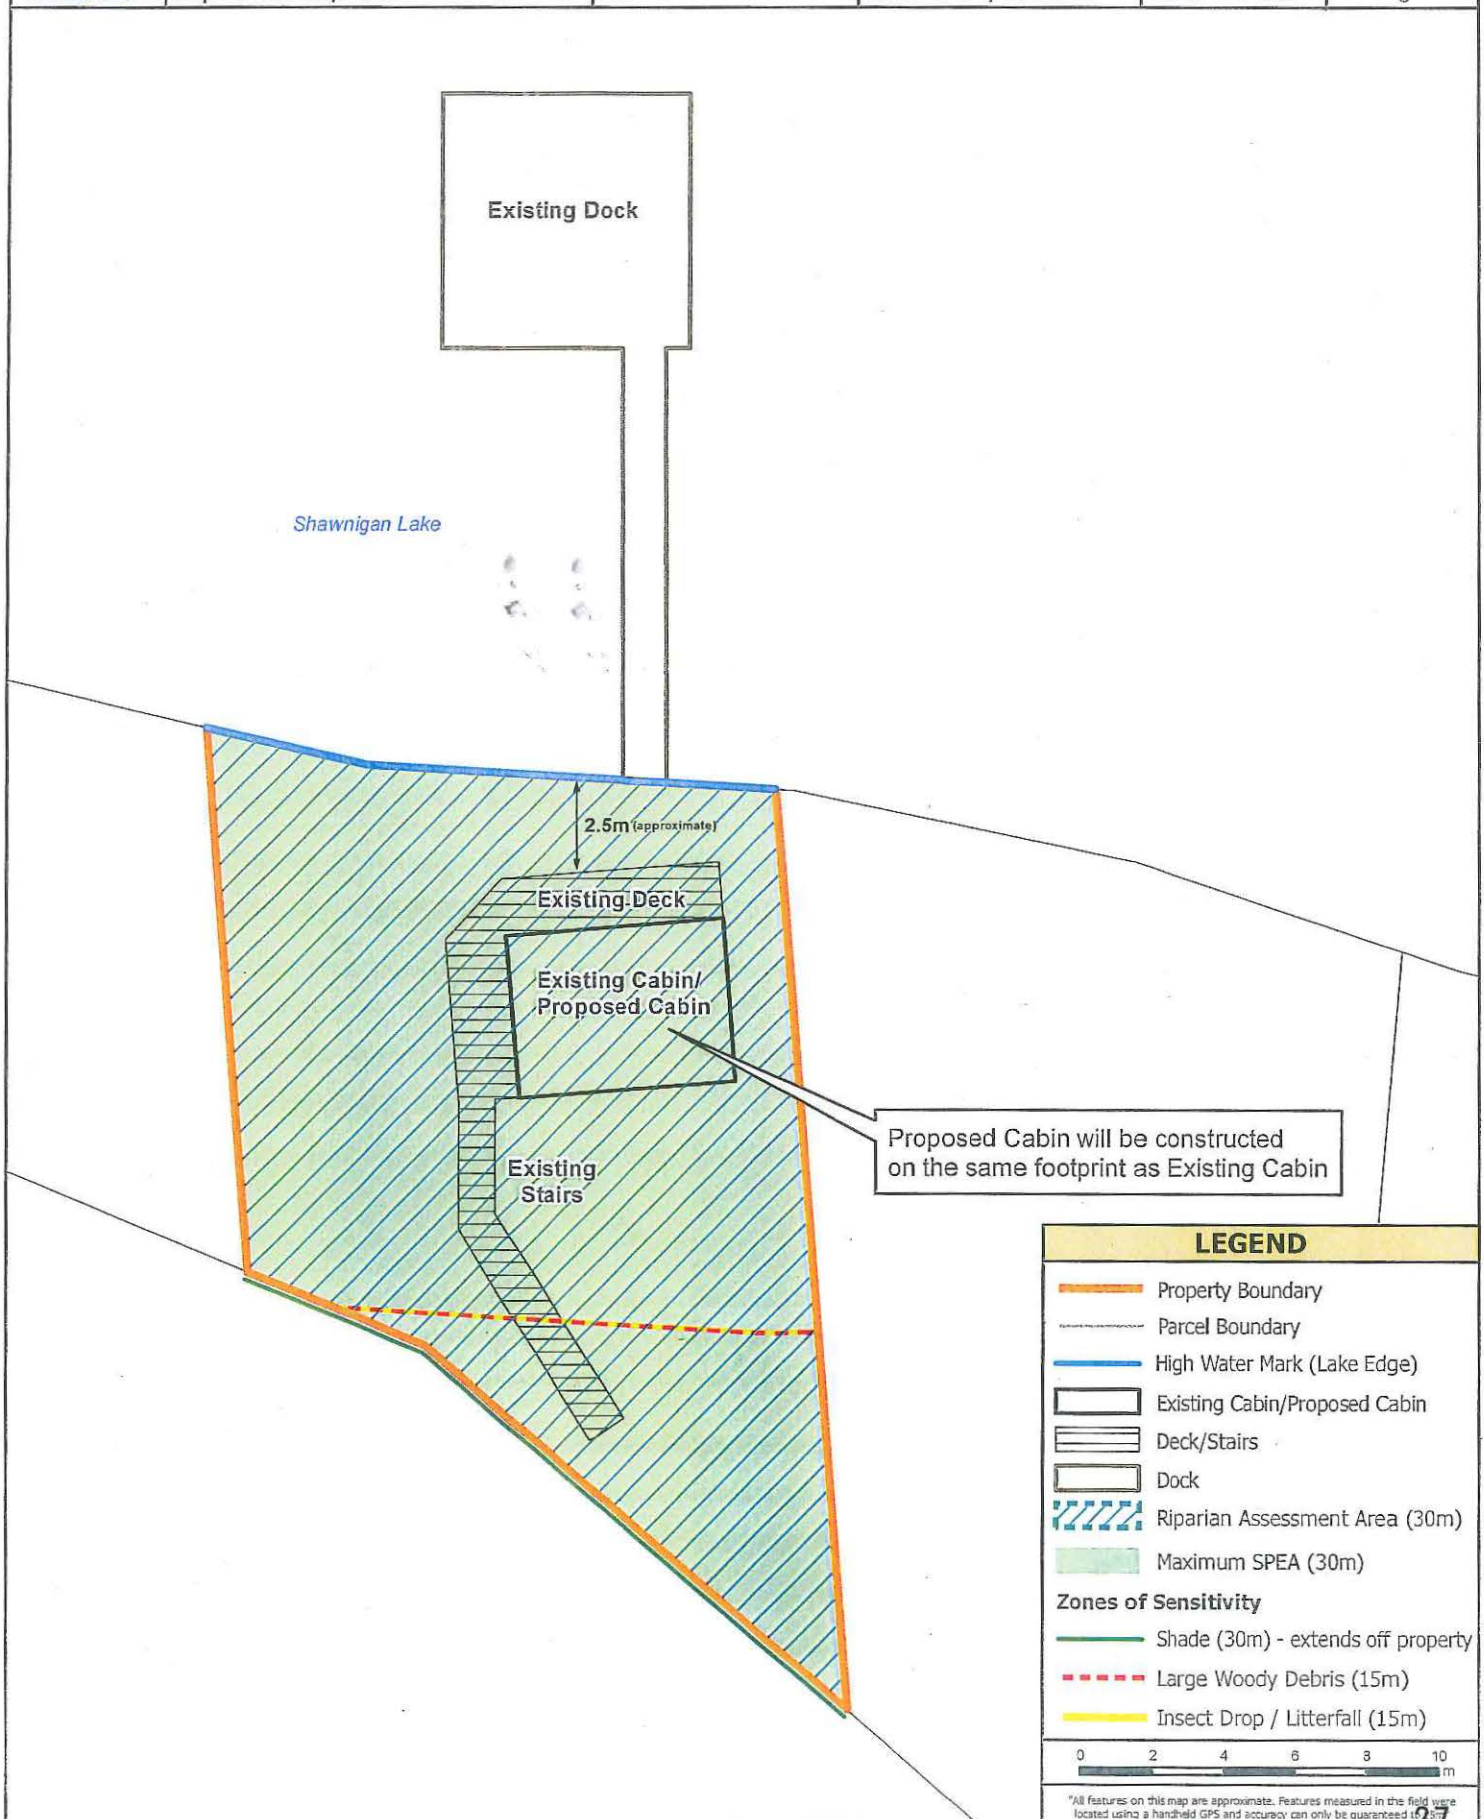 Existing Dock
Shawnigan Lake
2.5m (approximate)
Existing Deck
Existing Cabin/
Proposed Cabin
Proposed Cabin will be constructed
on the same footprint as Existing Cabin
Existing
Stairs
LEGEND
Property Boundary
Parcel Boundary
High Water Mark (Lake Edge)
Existing Cabin/Proposed Cabin
Deck/Stairs
Dock
Riparian Assessment Area (30m)
Maximum SPEA (30m)
Zones of Sensitivity
Shade (30m) - extends off property
Large Woody Debris (15m)
Insect Drop / Litterfall (15m)
0 2 4 6 8 10
m
*All features on this map are approximate. Features measured in the field were
located using a handheld GPS and accuracy can only be guaranteed to
27